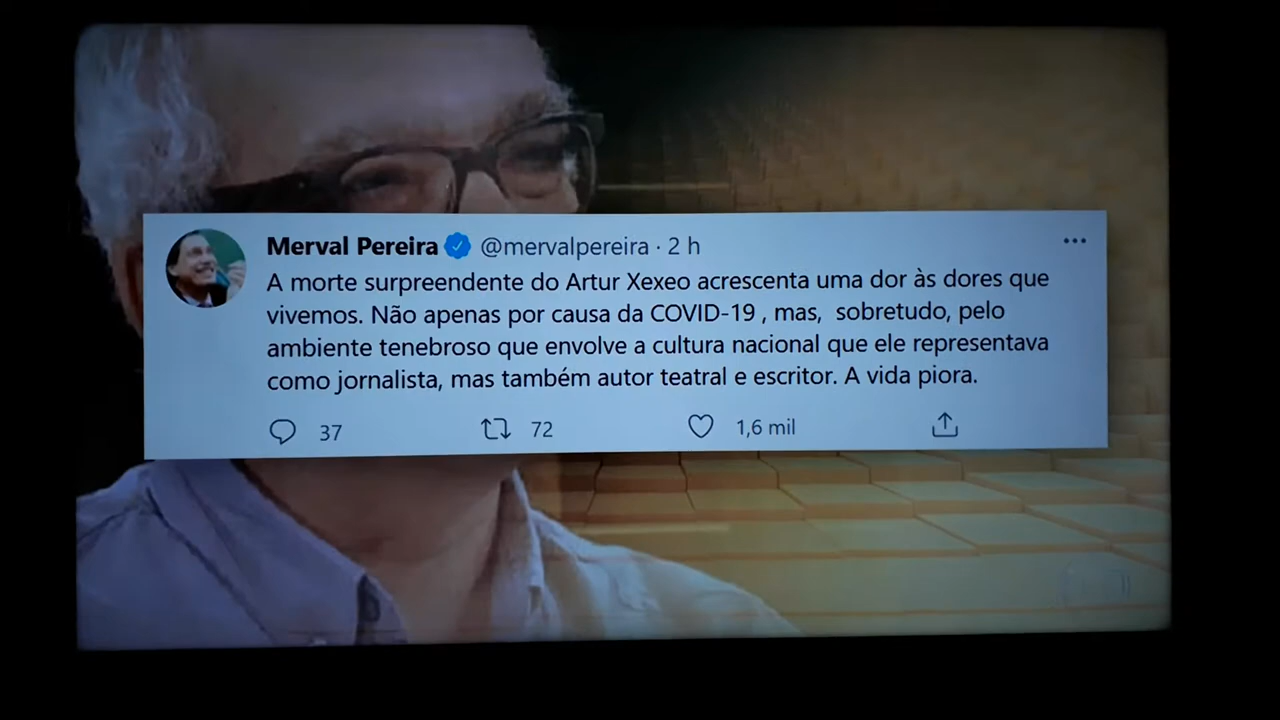 Merval Pereira @mervalpereira · 2 h
A morte surpreendente do Artur Xexeo acrescenta uma dor às dores que
vivemos. Não apenas por causa da COVID-19 , mas, sobretudo, pelo
ambiente tenebroso que envolve a cultura nacional que ele representava
como jornalista, mas também autor teatral e escritor. A vida piora.
37 72 1,6 mil